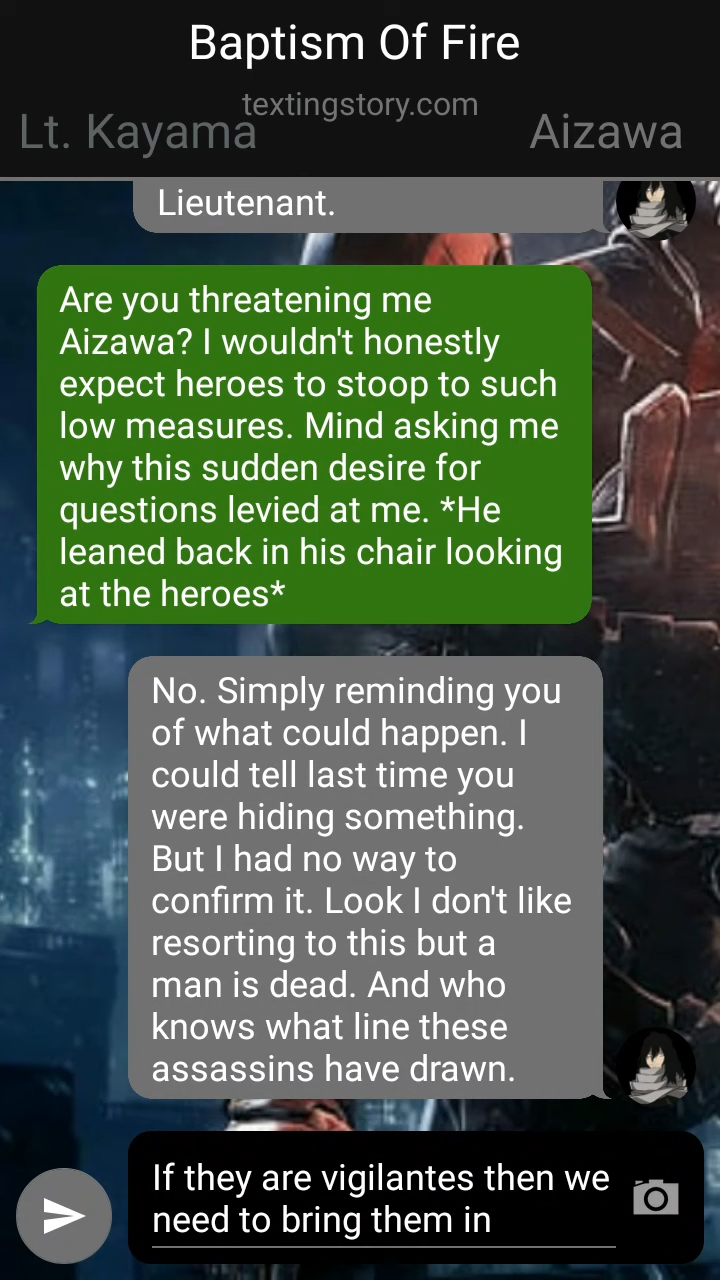 Baptism Of Fire
textingstory.com
Lt. Kayama
Aizawa
Lieutenant.
Are you threatening me
Aizawa? I wouldn't honestly
expect heroes to stoop to such
low measures. Mind asking me
why this sudden desire for
questions levied at me. *He
leaned back in his chair looking
at the heroes*
No. Simply reminding you
of what could happen. I
could tell last time you
were hiding something.
But I had no way to
confirm it. Look I don't like
resorting to this but a
man is dead. And who
knows what line these
assassins have drawn.
If they are vigilantes then we
need to bring them in